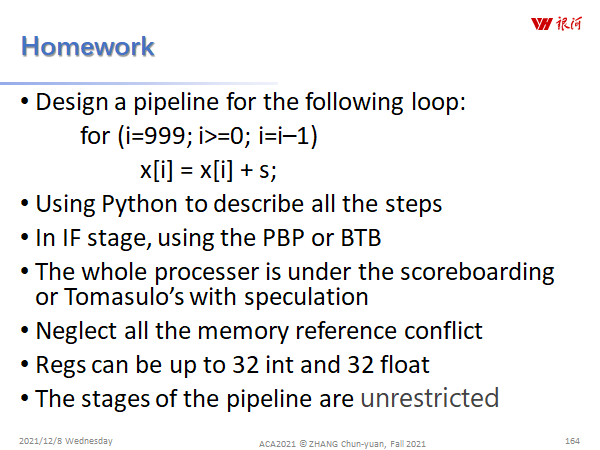 银河
Homework
• Design a pipeline for the following loop:
for (i=999; i>=0; i=i–1)
x[i] = x[i] + s;
• Using Python to describe all the steps
• In IF stage, using the PBP or BTB
• The whole processer is under the scoreboarding
or Tomasulo’s with speculation
• Neglect all the memory reference conflict
• Regs can be up to 32 int and 32 float
• The stages of the pipeline are unrestricted
2021/12/8 Wednesday
ACA2021 © ZHANG Chun-yuan, Fall 2021
164